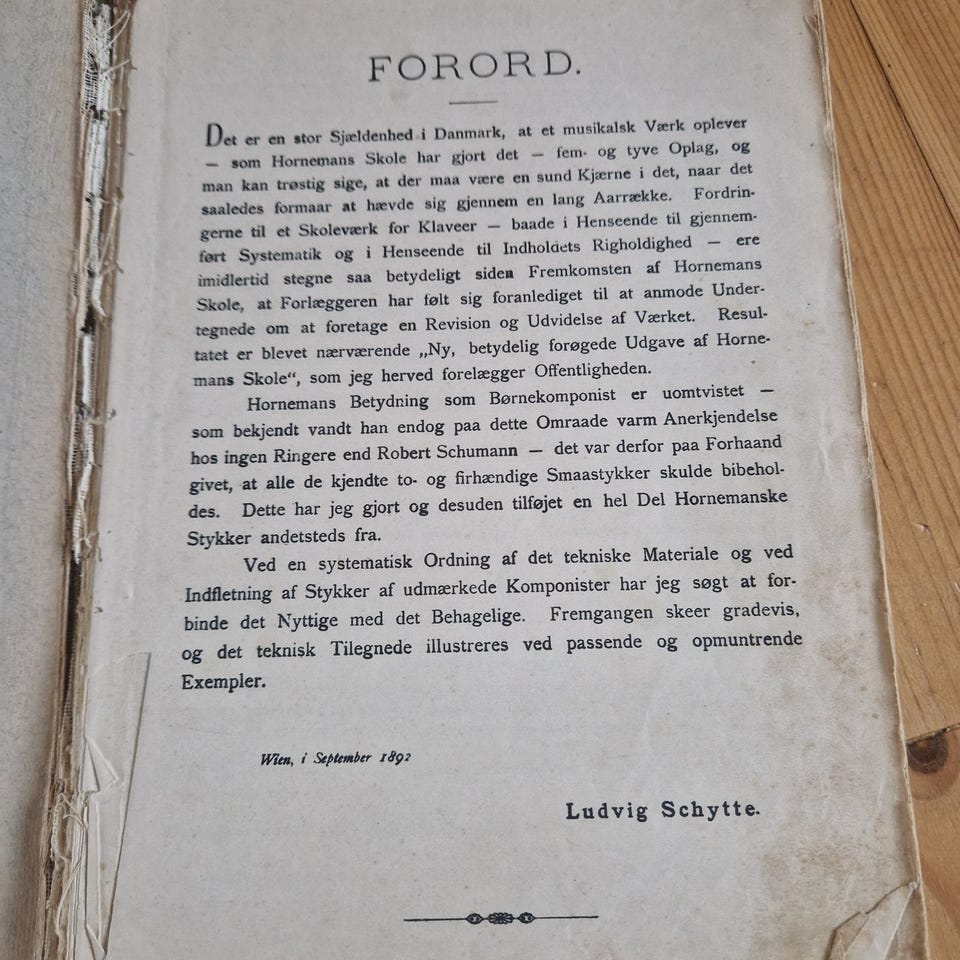 FORORD.
Det er en stor Sjældenhed i Danmark, at et musikalsk Værk oplever
— som Hornemans Skole har gjort det — fem- og tyve Oplag, og
man kan trøstig sige, at der maa være en sund Kjærne i det, naar det
saaledes formaar at hævde sig gjennem en lang Aarrække. Fordrin-
gerne til et Skoleværk for Klaveer — baade i Henseende til gjennem-
ført Systematik og i Henseende til Indholdets Righoldighed — ere
imidlertid stegne saa betydeligt siden Fremkomsten af Hornemans
Skole, at Forlæggeren har følt sig foranlediget til at anmode Under-
tegnede om at foretage en Revision og Udvidelse af Værket. Resul-
tatet er blevet nærværende „Ny, betydelig forøgede Udgave af Horne-
mans Skole“, som jeg herved forelægger Offentligheden.
Hornemans Betydning som Børnekomponist er uomtvistet —
som bekjendt vandt han endog paa dette Omraade varm Anerkjendelse
hos ingen Ringere end Robert Schumann — det var derfor paa Forhaand
givet, at alle de kjendte to- og firhændige Smaastykker skulde bibehol-
des. Dette har jeg gjort og desuden tilføjet en hel Del Hornemanske
Stykker andetsteds fra.
Ved en systematisk Ordning af det tekniske Materiale og ved
Indfletning af Stykker af udmærkede Komponister har jeg søgt at for-
binde det Nyttige med det Behagelige. Fremgangen skeer gradevis,
og det teknisk Tilegnede illustreres ved passende og opmuntrende
Exempler.
Wien, i September 1892
Ludvig Schytte.